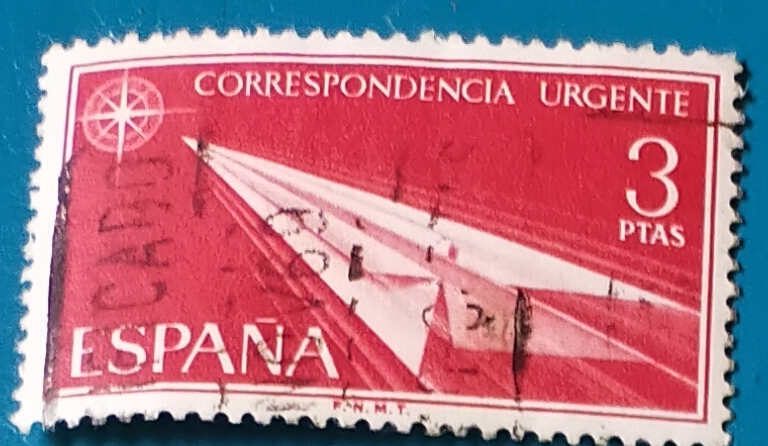 CORRESPONDENCIA URGENTE
3
PTAS
ESPAÑA
F.N.M.T.